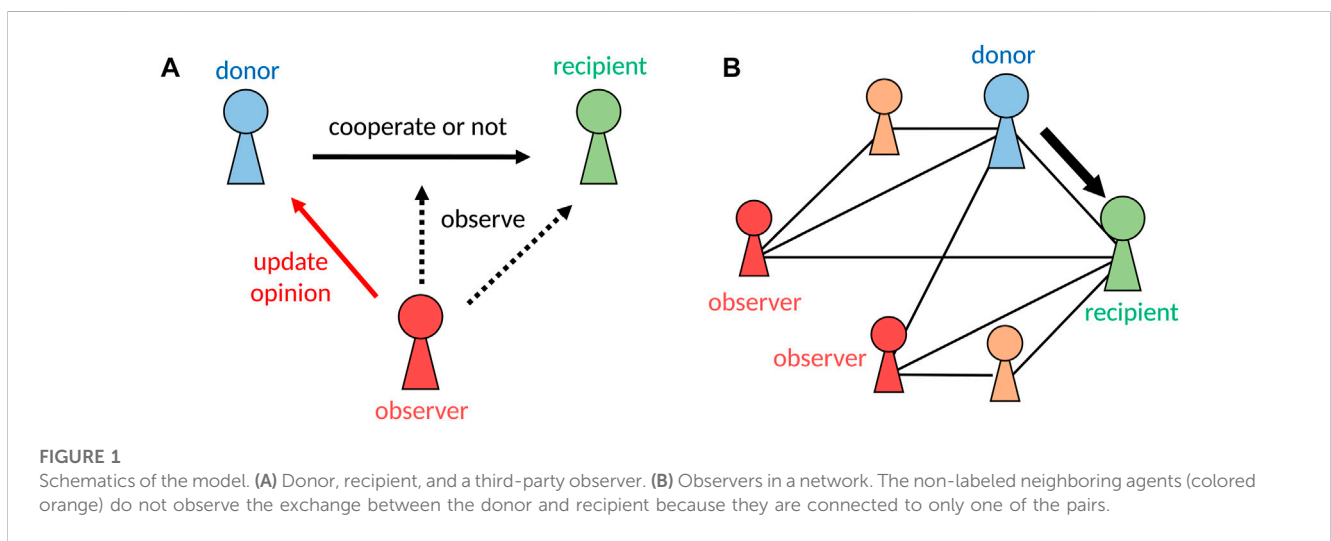 A
donor
recipient
cooperate or not
observe
update
opinion
observer
B
donor
observer
recipient
observer
FIGURE 1
Schematics of the model. (A) Donor, recipient, and a third-party observer. (B) Observers in a network. The non-labeled neighboring agents (colored
orange) do not observe the exchange between the donor and recipient because they are connected to only one of the pairs.